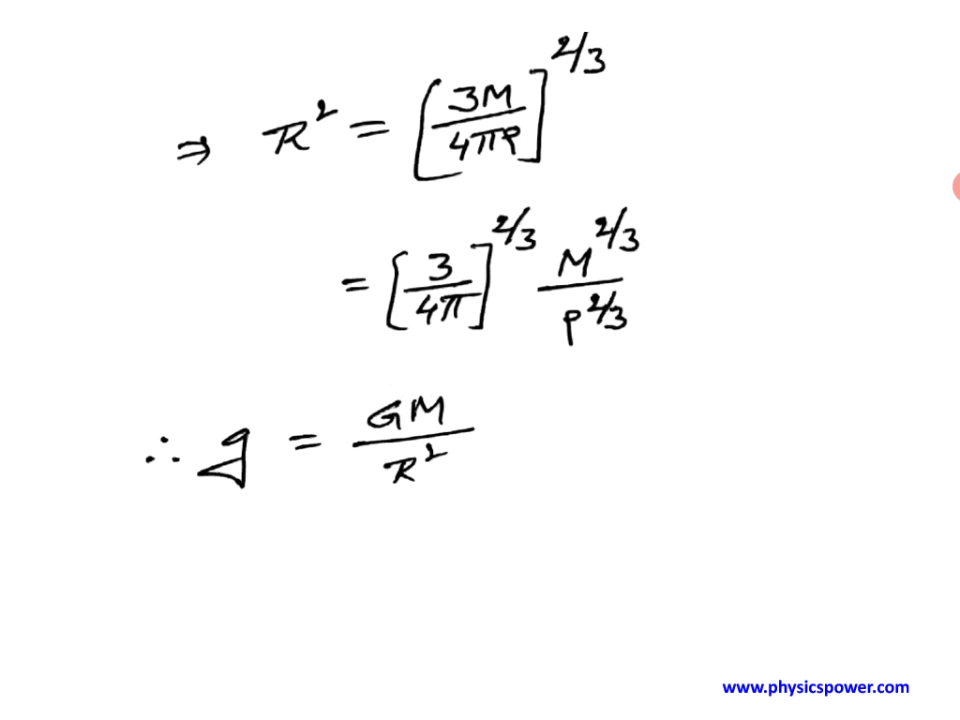 ⇒ R² = [3M / 4πρ]^2/3
= [3 / 4π]^2/3 M^2/3 / ρ^2/3
∴ g = GM / R²
www.physicspower.com